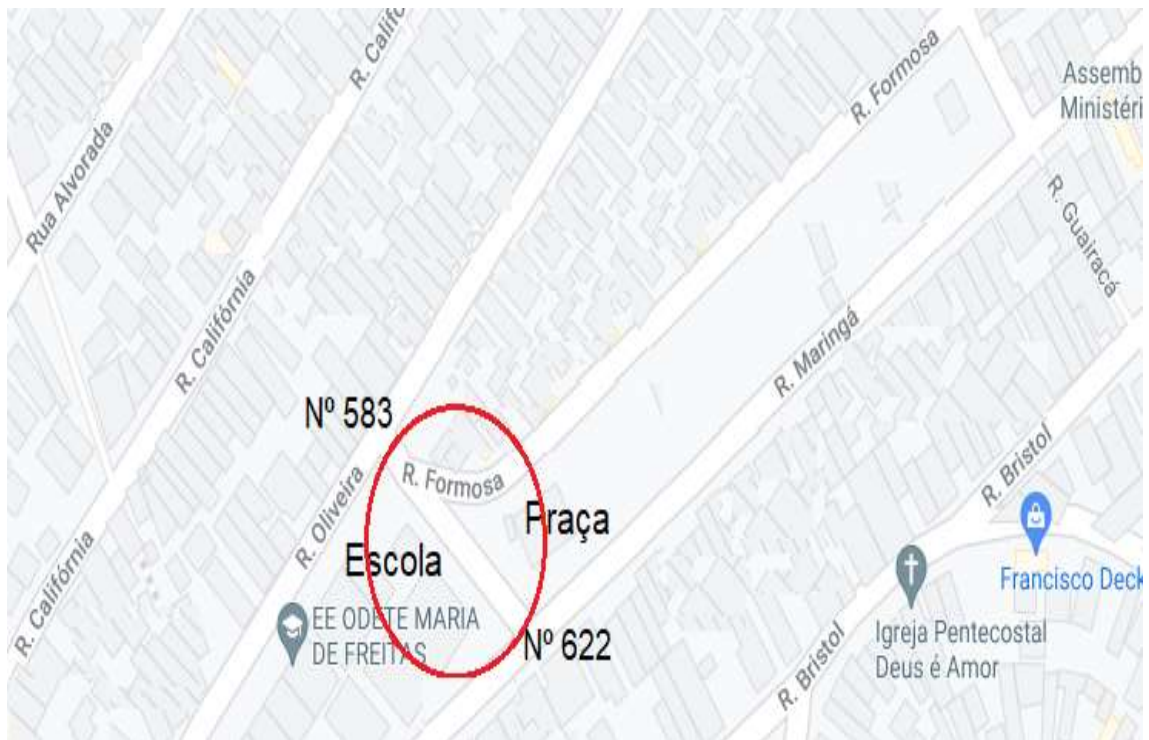 R. Califó
R. Formosa
Assemb
Ministéri
Rua Alvorada
R. Guairacá
R. Califórnia
R. Maringá
Nº 583
R. Formosa
R. Bristol
R. Oliveira
Praça
Escola
R. Califórnia
Francisco Deck
EE ODETE MARIA
DE FREITAS
Nº 622
Igreja Pentecostal
Deus é Amor
R. Bristol